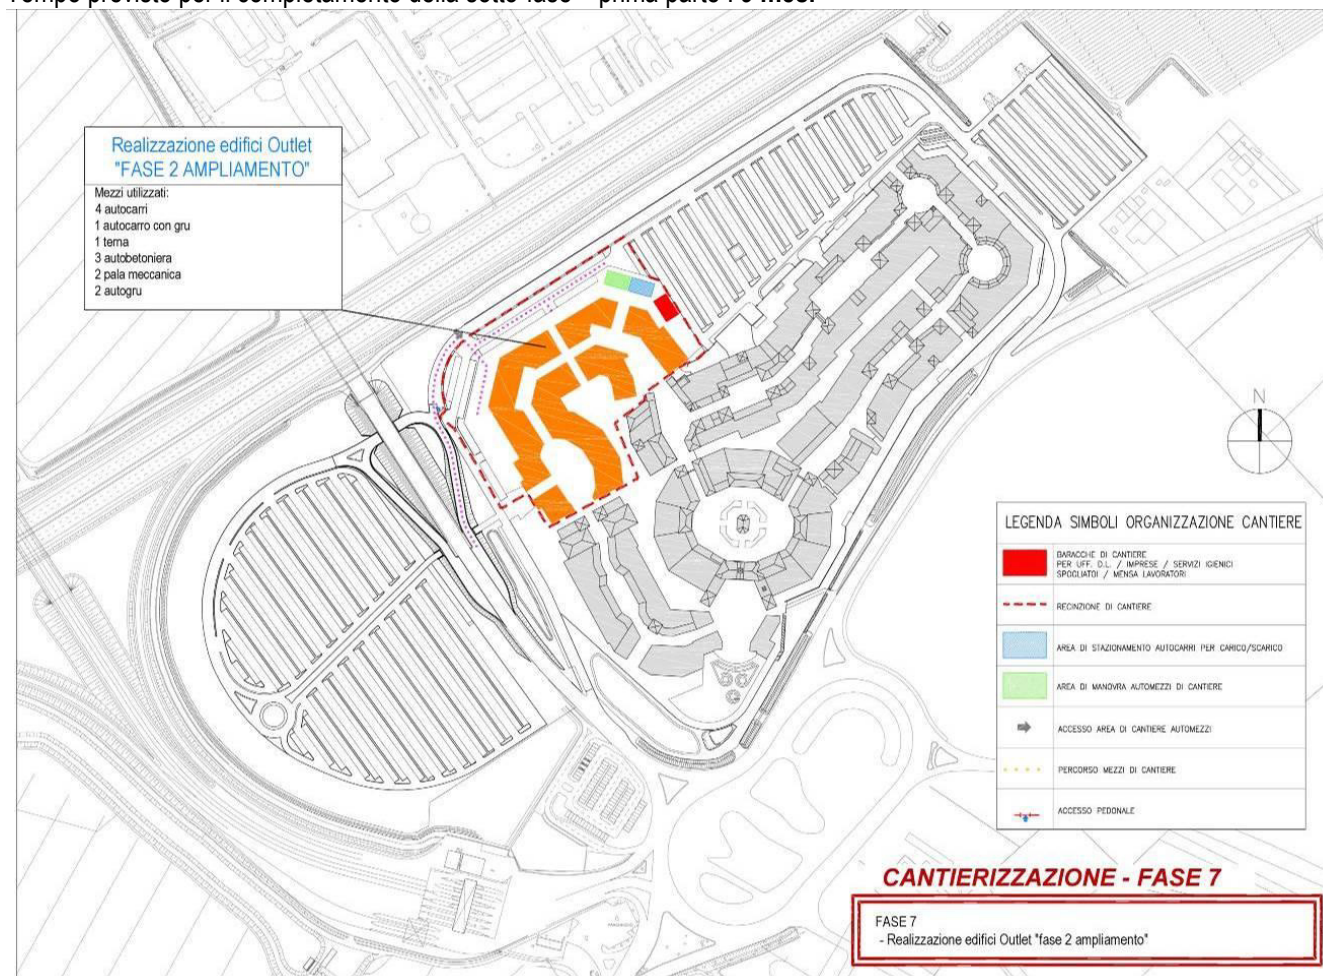 Realizzazione edifici Outlet
"FASE 2 AMPLIAMENTO"
Mezzi utilizzati:
4 autocarri
1 autocarro con gru
1 terna
3 autobetoniera
2 pala meccanica
2 autogru
N
LEGENDA SIMBOLI ORGANIZZAZIONE CANTIERE
BARACCHE DI CANTIERE
PER UFF. D.L. / IMPRESE / SERVIZI IGIENICI
SPOGLIATOI / MENSA LAVORATORI
RECINZIONE DI CANTIERE
AREA DI STAZIONAMENTO AUTOCARRI PER CARICO/SCARICO
AREA DI MANOVRA AUTOMEZZI DI CANTIERE
ACCESSO AREA DI CANTIERE AUTOMEZZI
PERCORSO MEZZI DI CANTIERE
ACCESSO PEDONALE
CANTIERIZZAZIONE - FASE 7
FASE 7
- Realizzazione edifici Outlet "fase 2 ampliamento"